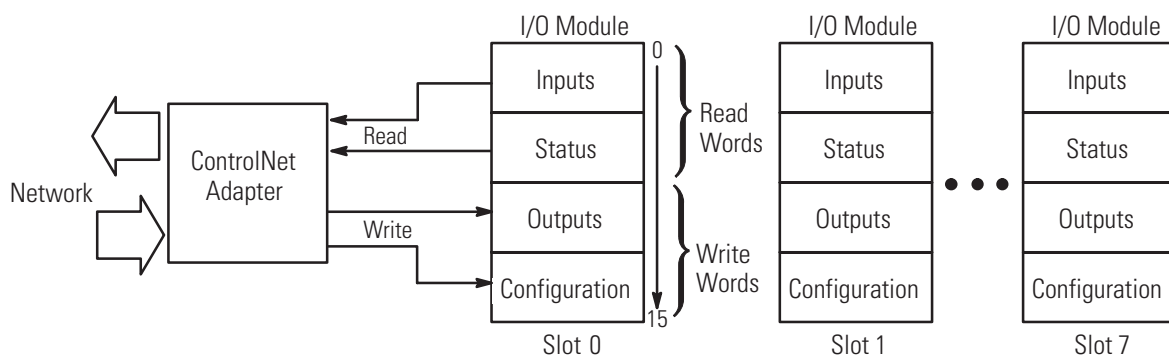 I/O Module
I/O Module
I/O Module
0
Inputs
Inputs
Inputs
Read
Read
Words
Status
Status
Status
ControlNet
Adapter
Network
Outputs
Outputs
Outputs
Write
Write
Words
Configuration
Configuration
Configuration
15
Slot 0
Slot 1
Slot 7